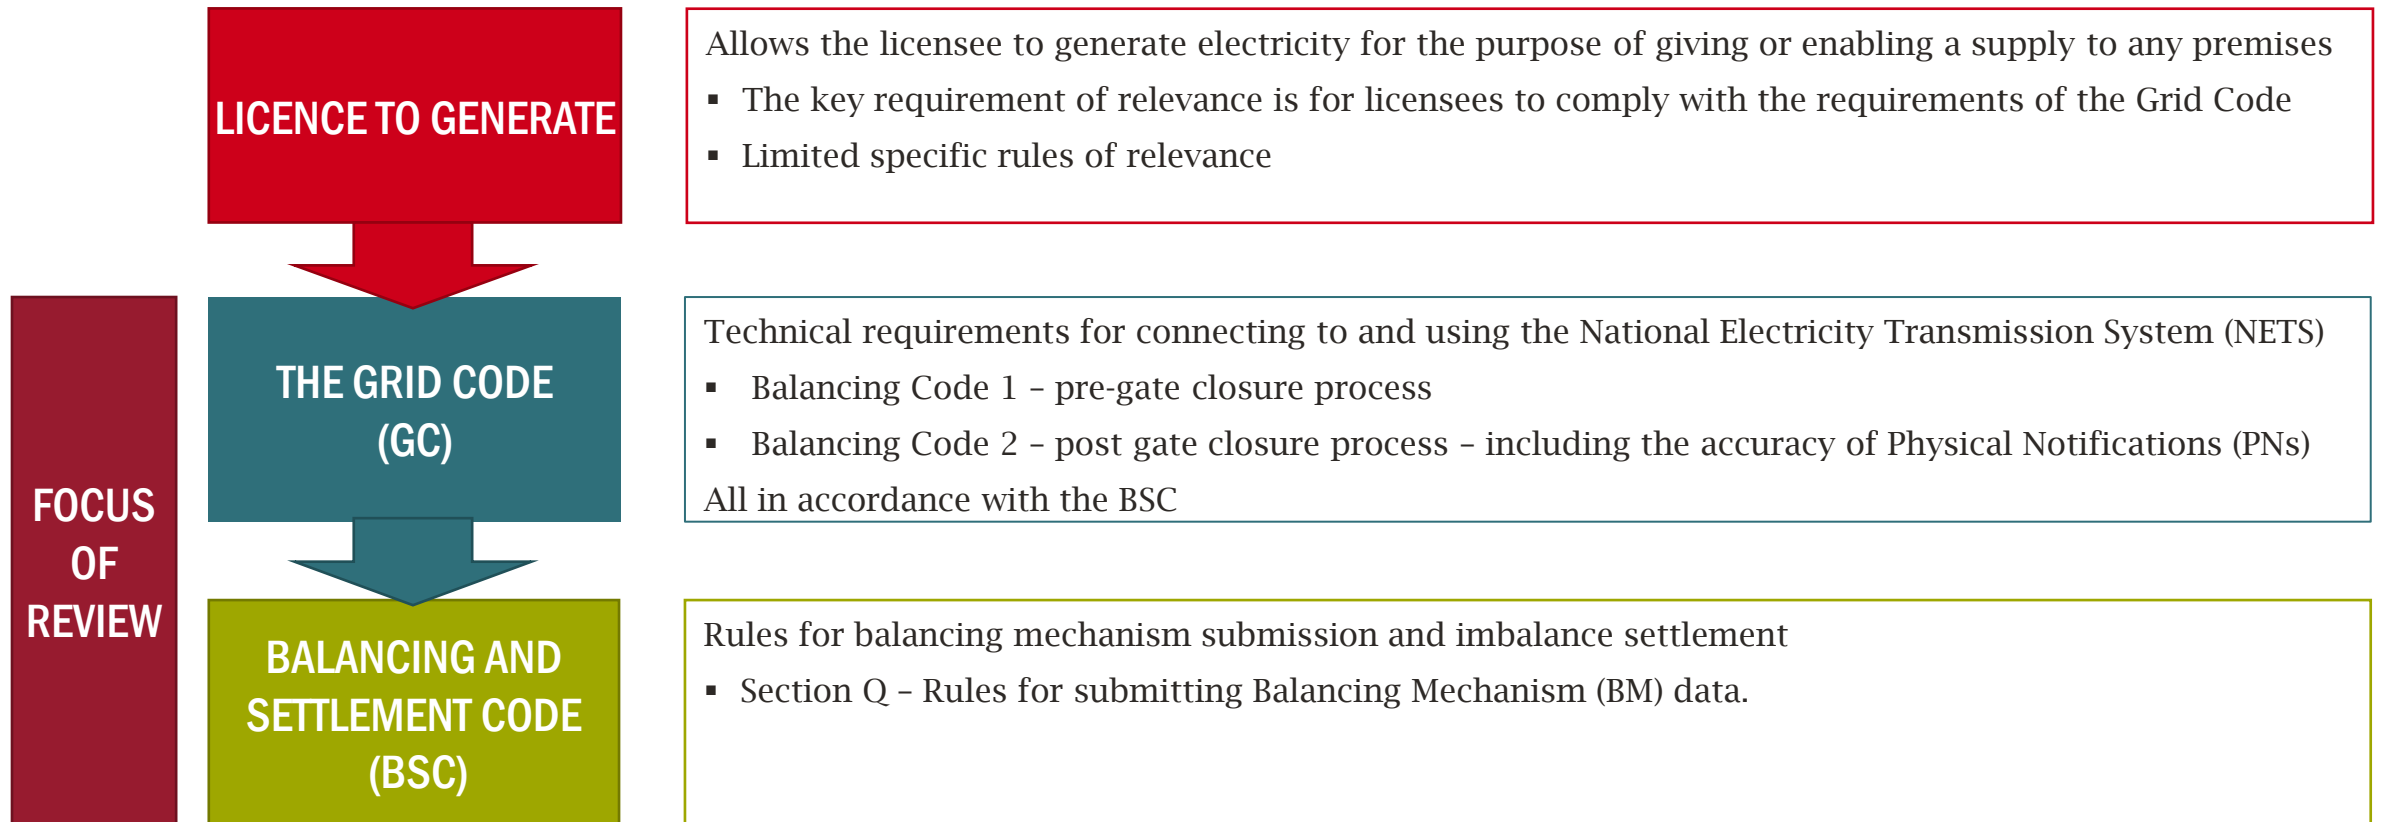 LICENCE TO GENERATE
Allows the licensee to generate electricity for the purpose of giving or enabling a supply to any premises
▪ The key requirement of relevance is for licensees to comply with the requirements of the Grid Code
▪ Limited specific rules of relevance
FOCUS
OF
REVIEW
THE GRID CODE
(GC)
Technical requirements for connecting to and using the National Electricity Transmission System (NETS)
▪ Balancing Code 1 – pre-gate closure process
▪ Balancing Code 2 – post gate closure process – including the accuracy of Physical Notifications (PNs)
All in accordance with the BSC
BALANCING AND
SETTLEMENT CODE
(BSC)
Rules for balancing mechanism submission and imbalance settlement
▪ Section Q – Rules for submitting Balancing Mechanism (BM) data.